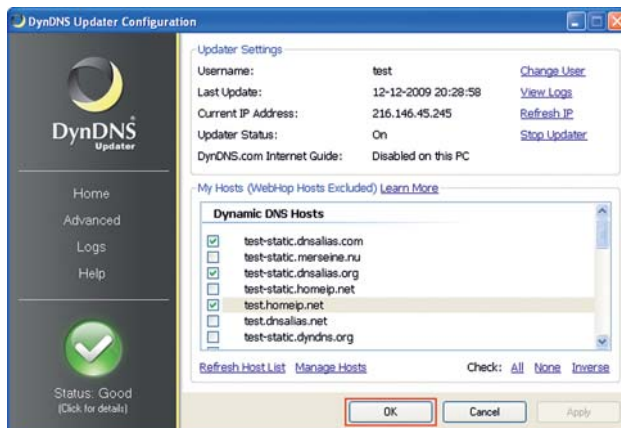 DynDNS Updater Configuration
DynDNS
Updater
Home
Advanced
Logs
Help
Status: Good
(Click for details)
Updater Settings
Username: test Change User
Last Update: 12-12-2009 20:28:58 View Logs
Current IP Address: 216.146.45.245 Refresh IP
Updater Status: On Stop Updater
DynDNS.com Internet Guide: Disabled on this PC
My Hosts (WebHop Hosts Excluded) Learn More
Dynamic DNS Hosts
test-static.dnsalias.com
test-static.merseine.nu
test-static.dnsalias.org
test-static.homeip.net
test.homeip.net
test.dnsalias.net
test-static.dyndns.org
Refresh Host List Manage Hosts Check: All None Inverse
OK Cancel Apply